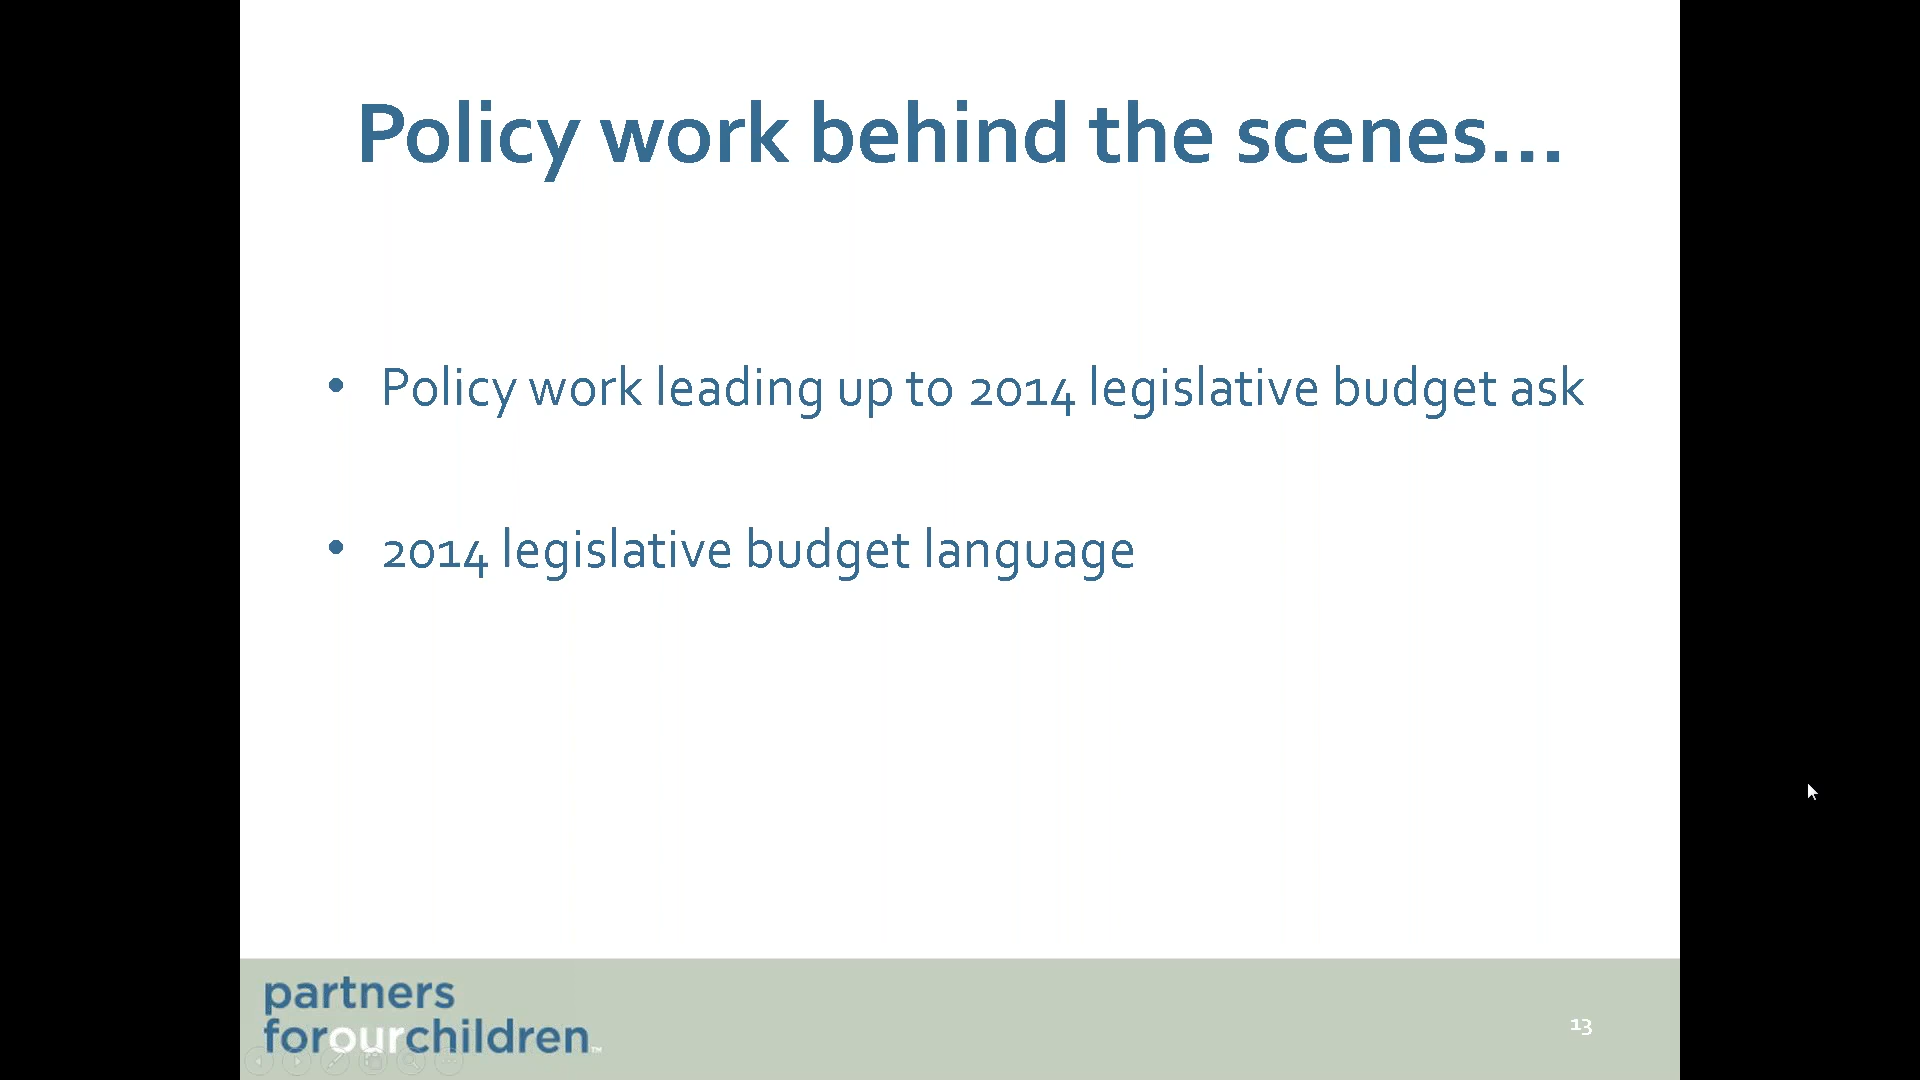 Policy work behind the scenes...
• Policy work leading up to 2014 legislative budget ask
• 2014 legislative budget language
partners
forourchildren™
13